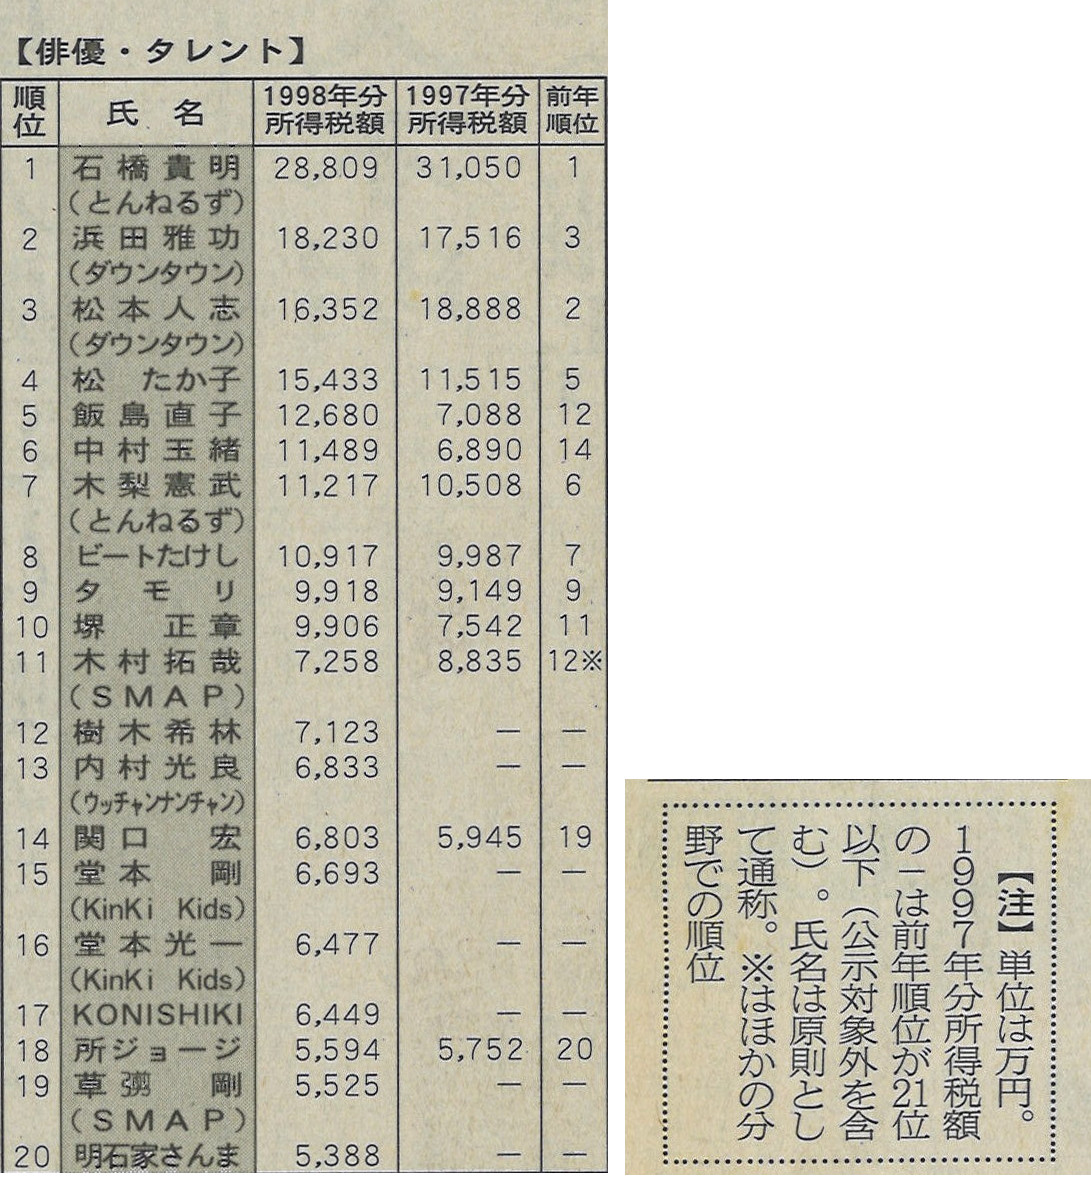 【俳優・タレント】
順位 氏名 1998年分所得税額 1997年分所得税額 前年順位
1 石橋貴明 28,809 31,050 1
(とんねるず)
2 浜田雅功 18,230 17,516 3
(ダウンタウン)
3 松本人志 16,352 18,888 2
(ダウンタウン)
4 松 たか子 15,433 11,515 5
5 飯島直子 12,680 7,088 12
6 中村玉緒 11,489 6,890 14
7 木梨憲武 11,217 10,508 6
(とんねるず)
8 ビートたけし 10,917 9,987 7
9 タモリ 9,918 9,149 9
10 堺 正章 9,906 7,542 11
11 木村拓哉 7,258 8,835 12※
(SMAP)
12 樹木希林 7,123 — —
13 内村光良 6,833 — —
(ウッチャンナンチャン)
14 関口 宏 6,803 5,945 19
15 堂本 剛 6,693 — —
(KinKi Kids)
16 堂本光一 6,477 — —
(KinKi Kids)
17 KONISHIKI 6,449 — —
18 所ジョージ 5,594 5,752 20
19 草彅 剛 5,525 — —
(SMAP)
20 明石家さんま 5,388 — —
【注】単位は万円。
1997年分所得税額
の－は前年順位が21位
以下（公示対象外を含
む）。氏名は原則とし
て通称。※はほかの分
野での順位